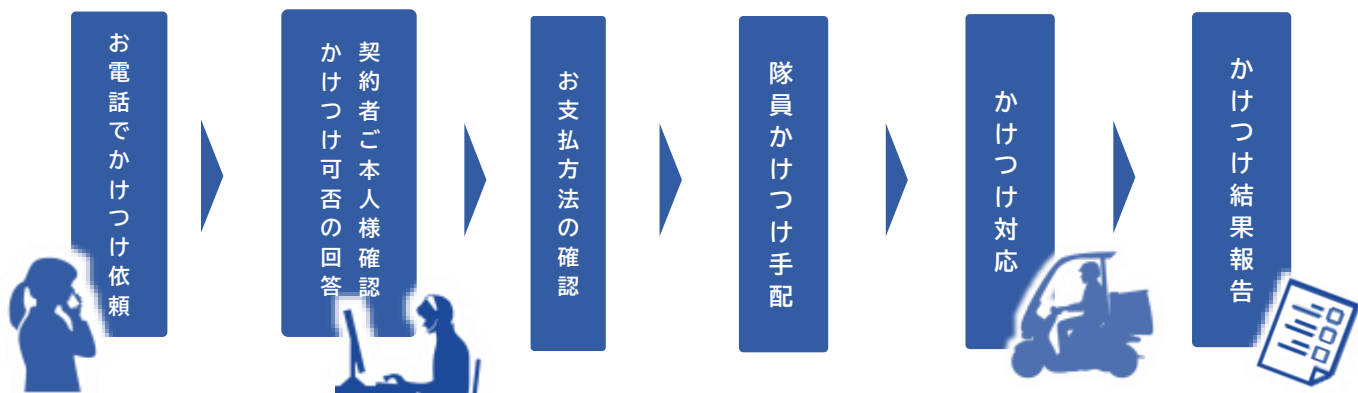 お電話でかけつけ依頼
契約者ご本人様確認
かけつけ可否の回答
お支払方法の確認
隊員かけつけ手配
かけつけ対応
かけつけ結果報告